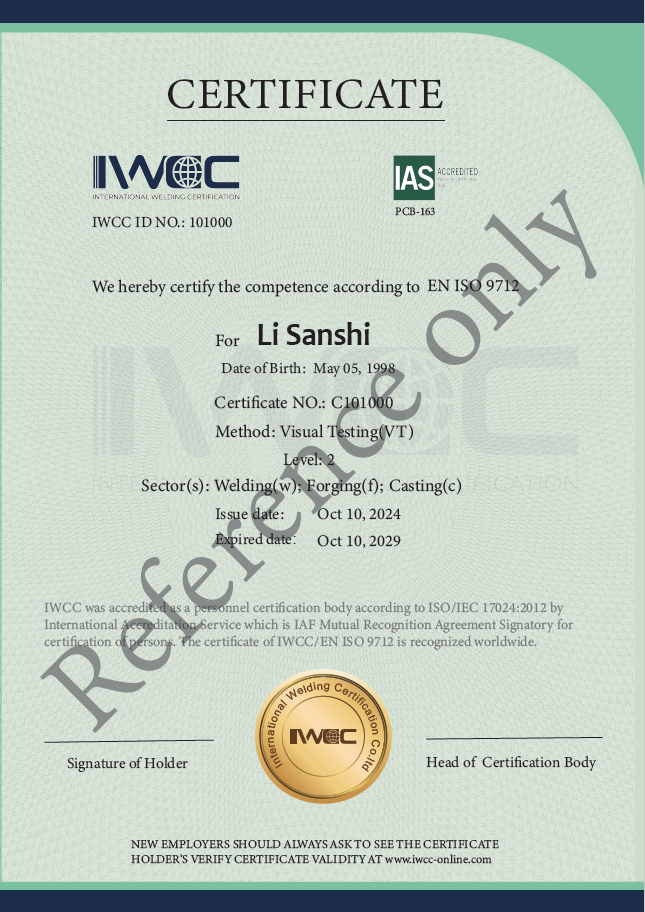 CERTIFICATE
IWCC
INTERNATIONAL WELDING CERTIFICATION
IWCC ID NO.: 101000
IAS ACCREDITED
PCB-163
We hereby certify the competence according to EN ISO 9712
For Li Sanshi
Date of Birth: May 05, 1998
Certificate NO.: C101000
Method: Visual Testing(VT)
Level: 2
Sector(s): Welding(w); Forging(f); Casting(c)
Issue date: Oct 10, 2024
Expired date: Oct 10, 2029
Reference only
IWCC was accredited as a personnel certification body according to ISO/IEC 17024:2012 by
International Accreditation Service which is IAF Mutual Recognition Agreement Signatory for
certification of persons. The certificate of IWCC/EN ISO 9712 is recognized worldwide.
International Welding Certification Co.ltd
IWCC
Signature of Holder
Head of Certification Body
NEW EMPLOYERS SHOULD ALWAYS ASK TO SEE THE CERTIFICATE
HOLDER'S VERIFY CERTIFICATE VALIDITY AT www.iwcc-online.com